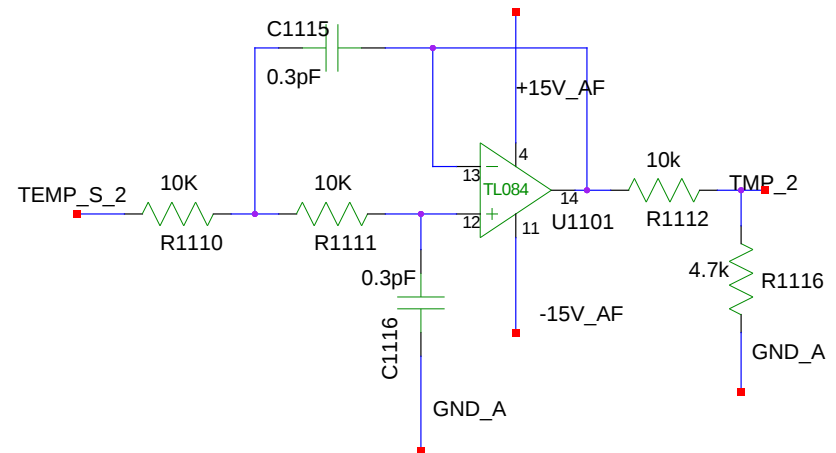 C1115
0.3pF
+15V_AF
4
13
TL084
14
12
11
U1101
10k
TMP_2
R1112
TEMP_S_2
10K
R1110
10K
R1111
0.3pF
C1116
-15V_AF
4.7k
R1116
GND_A
GND_A